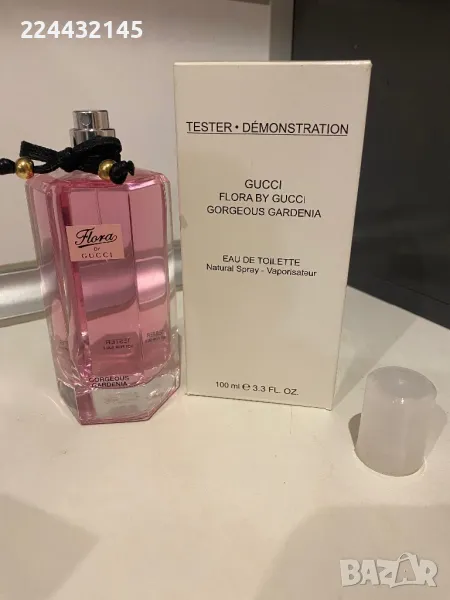 224432145
TESTER • DÉMONSTRATION
GUCCI
FLORA BY GUCCI
GORGEOUS GARDENIA
EAU DE TOILETTE
Natural Spray - Vaporisateur
100 ml e 3.3 FL. OZ.
Flora
BY
GUCCI
GORGEOUS
GARDENIA
BAZAR